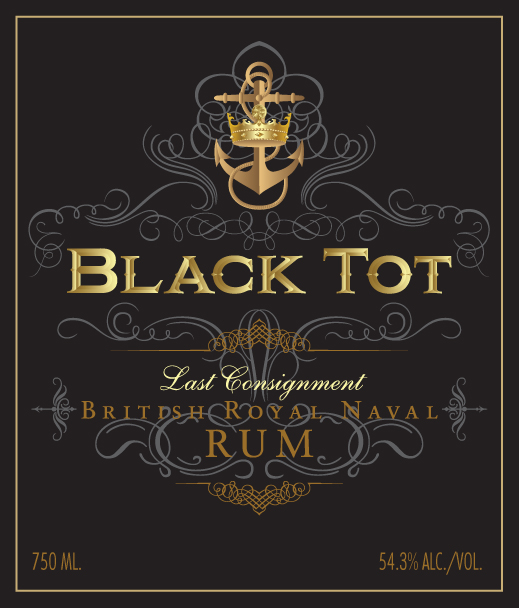 Black Tot
Last Consignment
British Royal Naval
RUM
750 ML.
54.3% ALC./VOL.